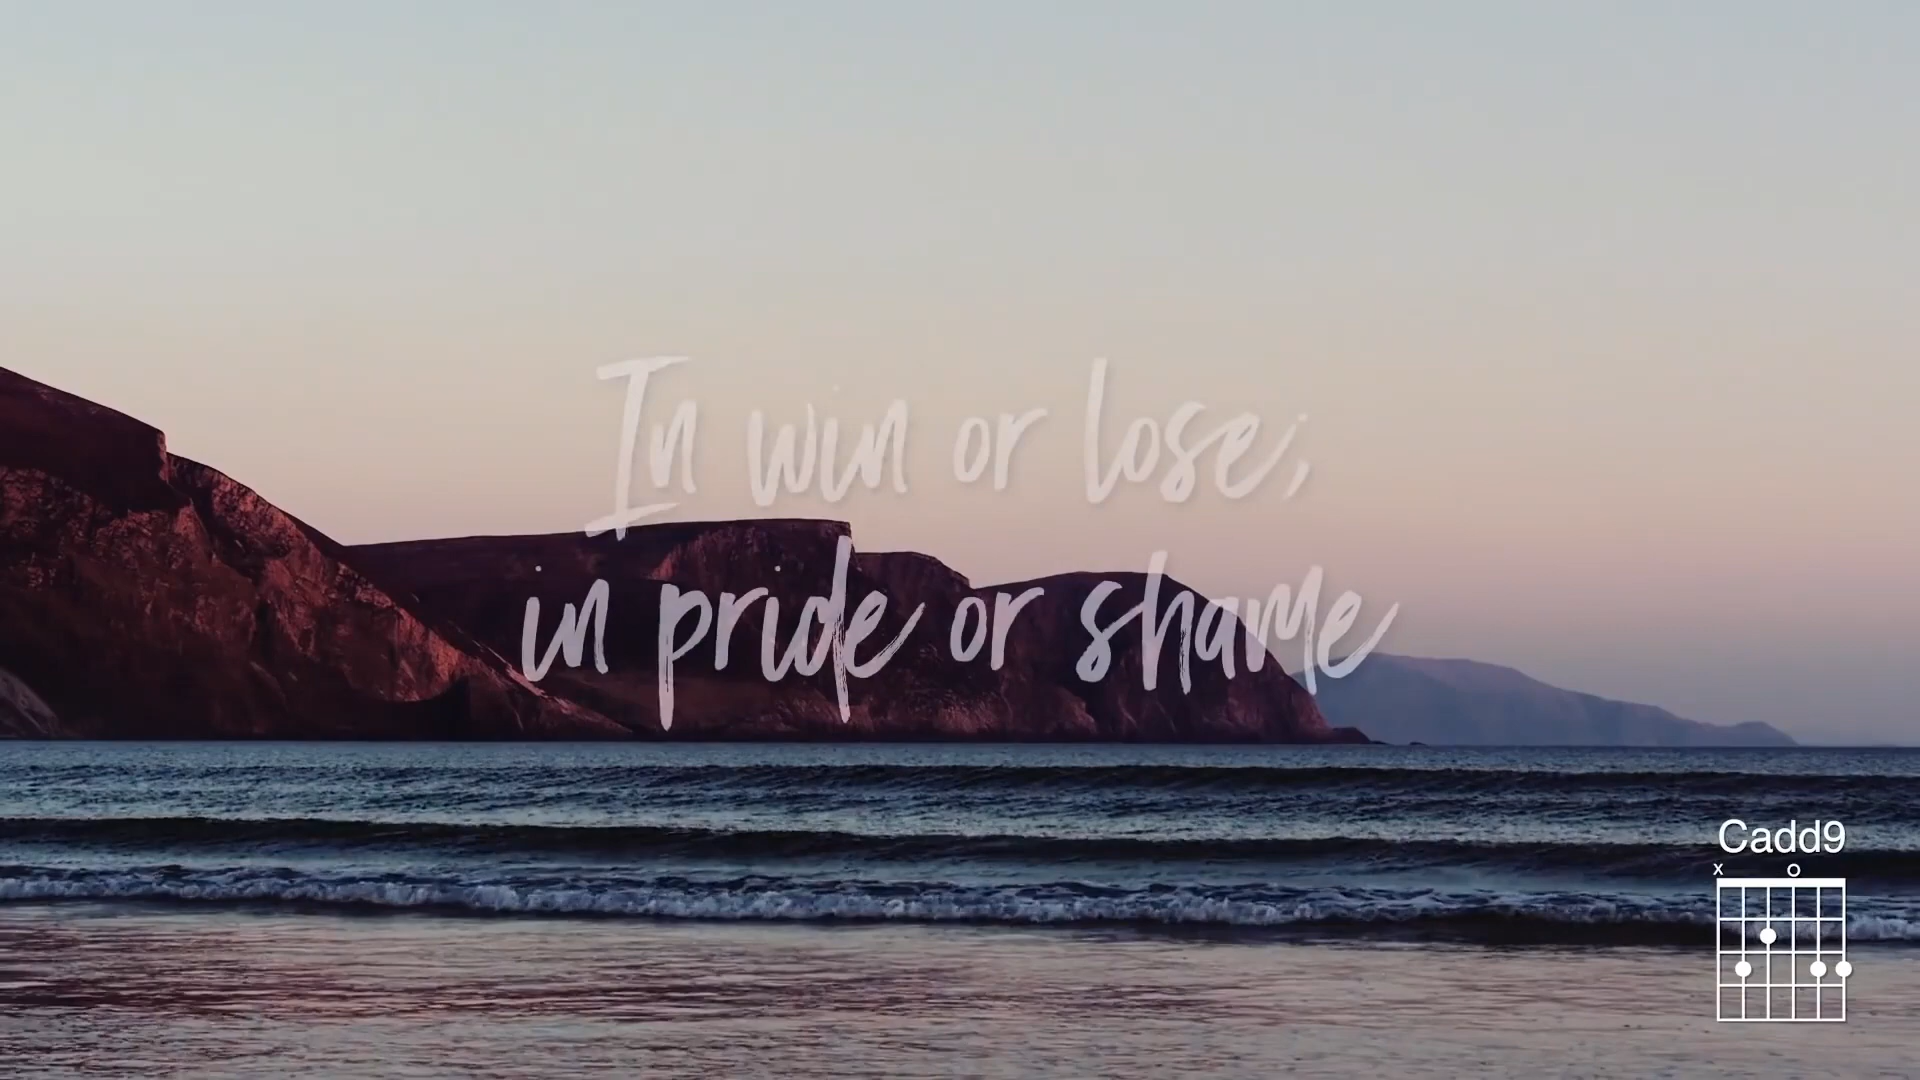 In win or lose,
in pride or shame
Cadd9
x o